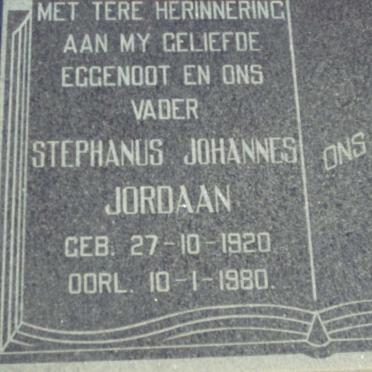 MET TERE HERINNERING
AAN MY GELIEFDE
EGGENOOT EN ONS
VADER
STEPHANUS JOHANNES
JORDAAN
GEB. 27-10-1920
OORL. 10-1-1980.
ONS